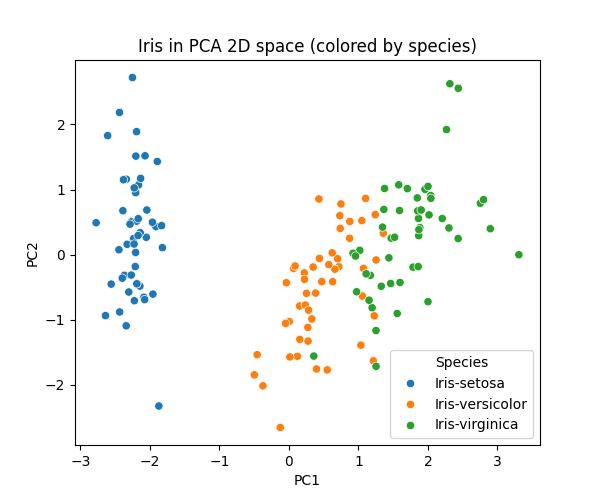 Iris in PCA 2D space (colored by species)
2
1
0
−1
−2
PC2
−3
−2
−1
0
1
2
3
PC1
Species
Iris-setosa
Iris-versicolor
Iris-virginica